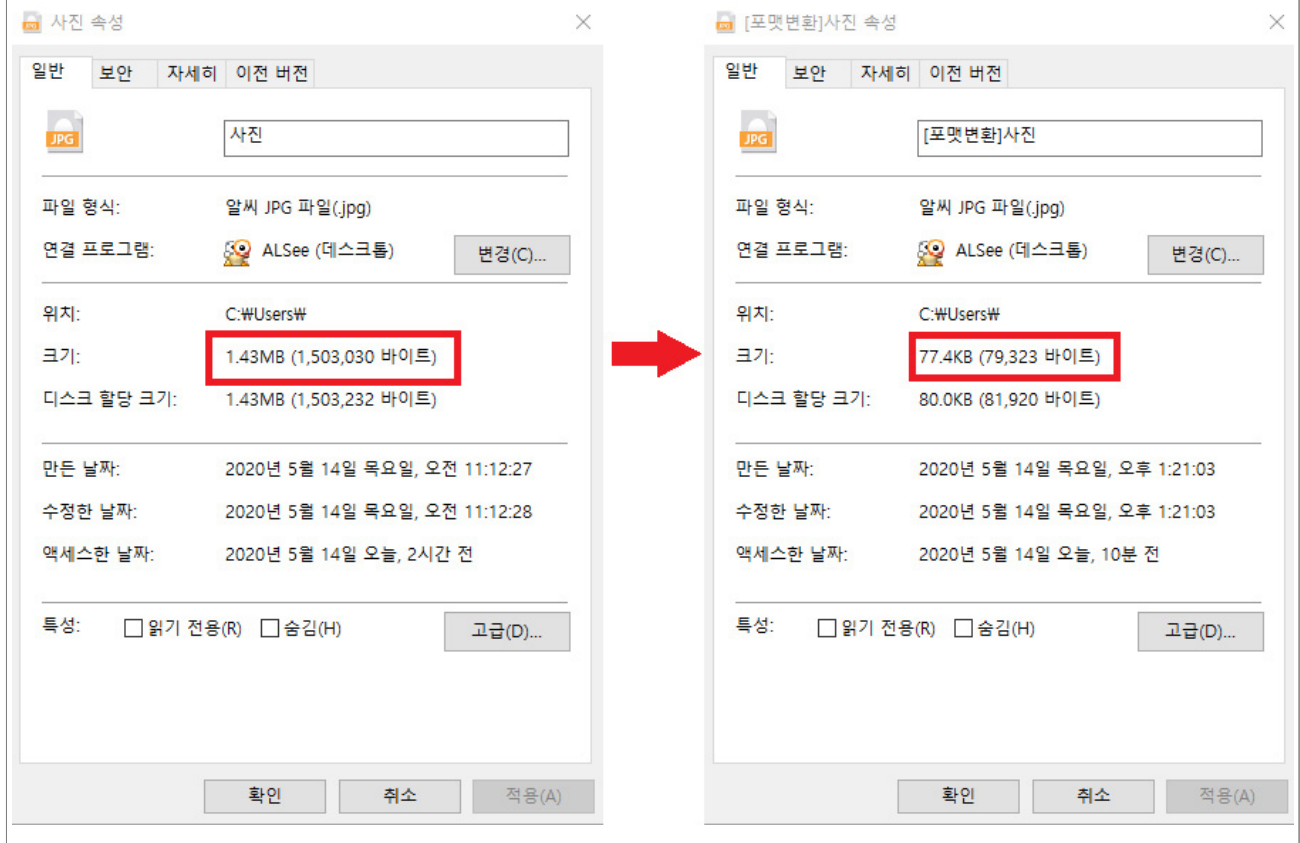 사진 속성
일반 보안 자세히 이전 버전
JPG
사진
파일 형식: 알씨 JPG 파일(.jpg)
연결 프로그램: ALSee (데스크톱) 변경(C)...
위치: C:₩Users₩
크기: 1.43MB (1,503,030 바이트)
디스크 할당 크기: 1.43MB (1,503,232 바이트)
만든 날짜: 2020년 5월 14일 목요일, 오전 11:12:27
수정한 날짜: 2020년 5월 14일 목요일, 오전 11:12:28
액세스한 날짜: 2020년 5월 14일 오늘, 2시간 전
특성: 읽기 전용(R) 숨김(H) 고급(D)...
확인 취소 적용(A)
[포맷변환]사진 속성
일반 보안 자세히 이전 버전
JPG
[포맷변환]사진
파일 형식: 알씨 JPG 파일(.jpg)
연결 프로그램: ALSee (데스크톱) 변경(C)...
위치: C:₩Users₩
크기: 77.4KB (79,323 바이트)
디스크 할당 크기: 80.0KB (81,920 바이트)
만든 날짜: 2020년 5월 14일 목요일, 오후 1:21:03
수정한 날짜: 2020년 5월 14일 목요일, 오후 1:21:03
액세스한 날짜: 2020년 5월 14일 오늘, 10분 전
특성: 읽기 전용(R) 숨김(H) 고급(D)...
확인 취소 적용(A)